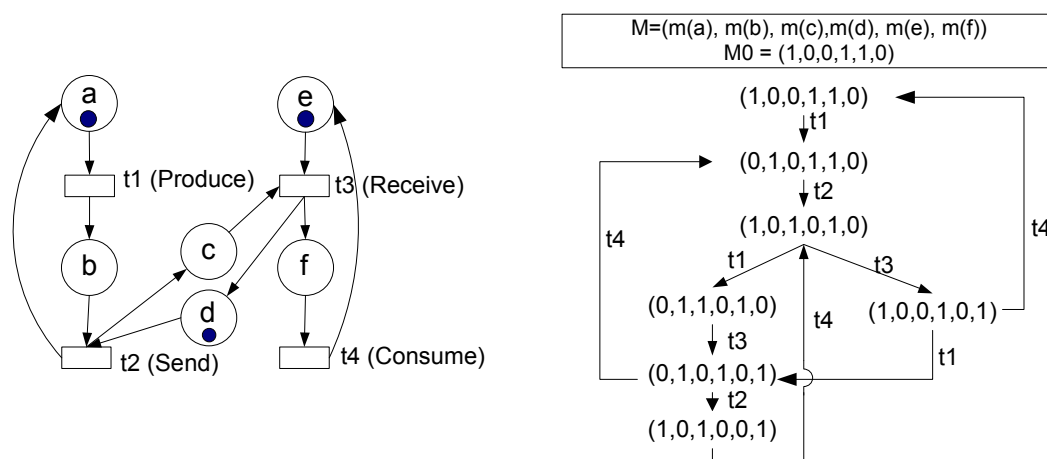 a
e
t1 (Produce)
t3 (Receive)
b
c
f
d
t2 (Send)
t4 (Consume)
M=(m(a), m(b), m(c),m(d), m(e), m(f))
M0 = (1,0,0,1,1,0)
(1,0,0,1,1,0)
t1
(0,1,0,1,1,0)
t2
(1,0,1,0,1,0)
t4
t4
t1
t3
(0,1,1,0,1,0)
t4
(1,0,0,1,0,1)
t3
t1
(0,1,0,1,0,1)
t2
(1,0,1,0,0,1)